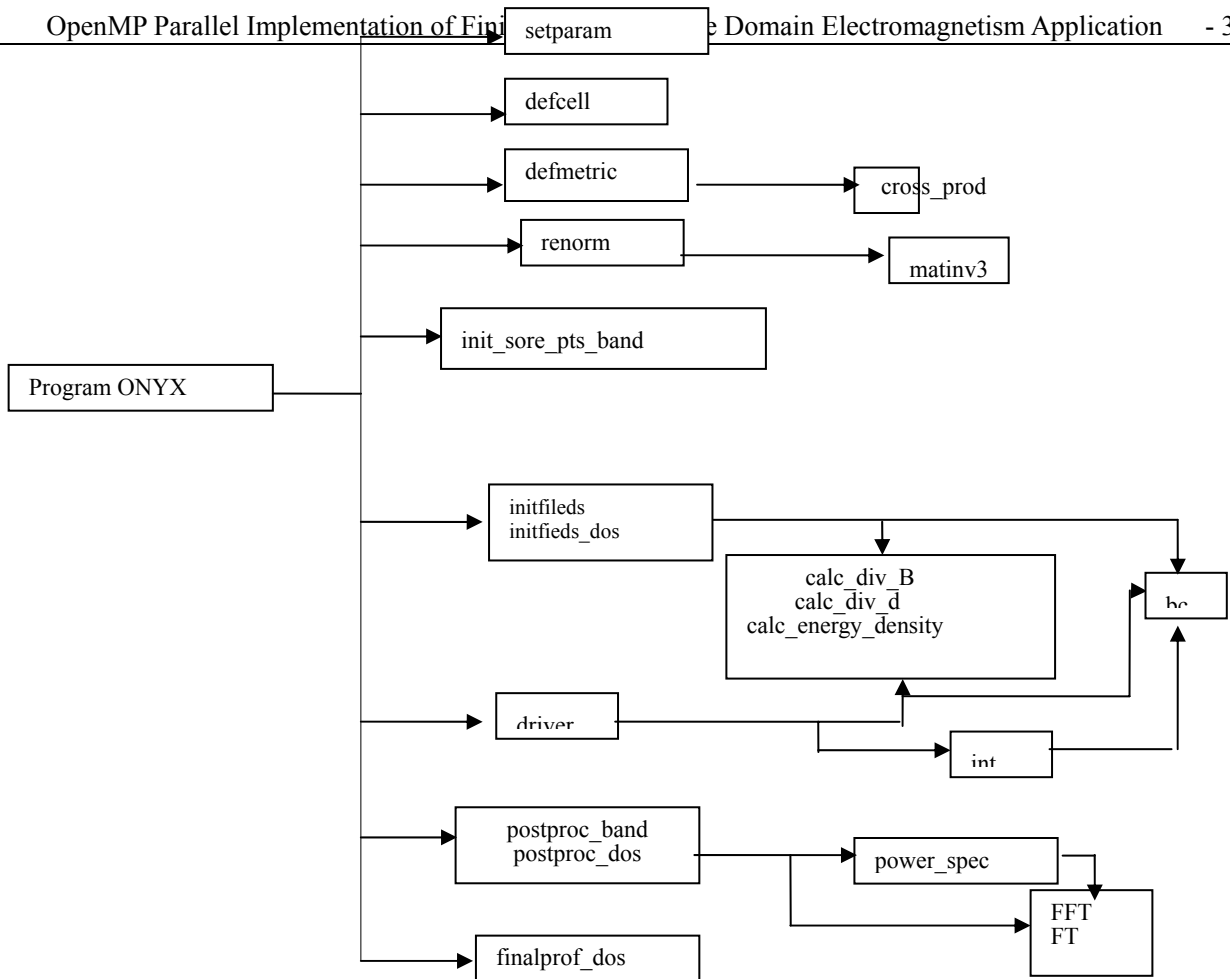 OpenMP Parallel Implementation of Fini e Domain Electromagnetism Application - 3
setparam
defcell
defmetric
cross_prod
renorm
matinv3
init_sore_pts_band
Program ONYX
initfileds
initfieds_dos
calc_div_B
calc_div_d
calc_energy_density
bc
driver
int
postproc_band
postproc_dos
power_spec
FFT
FT
finalprof_dos